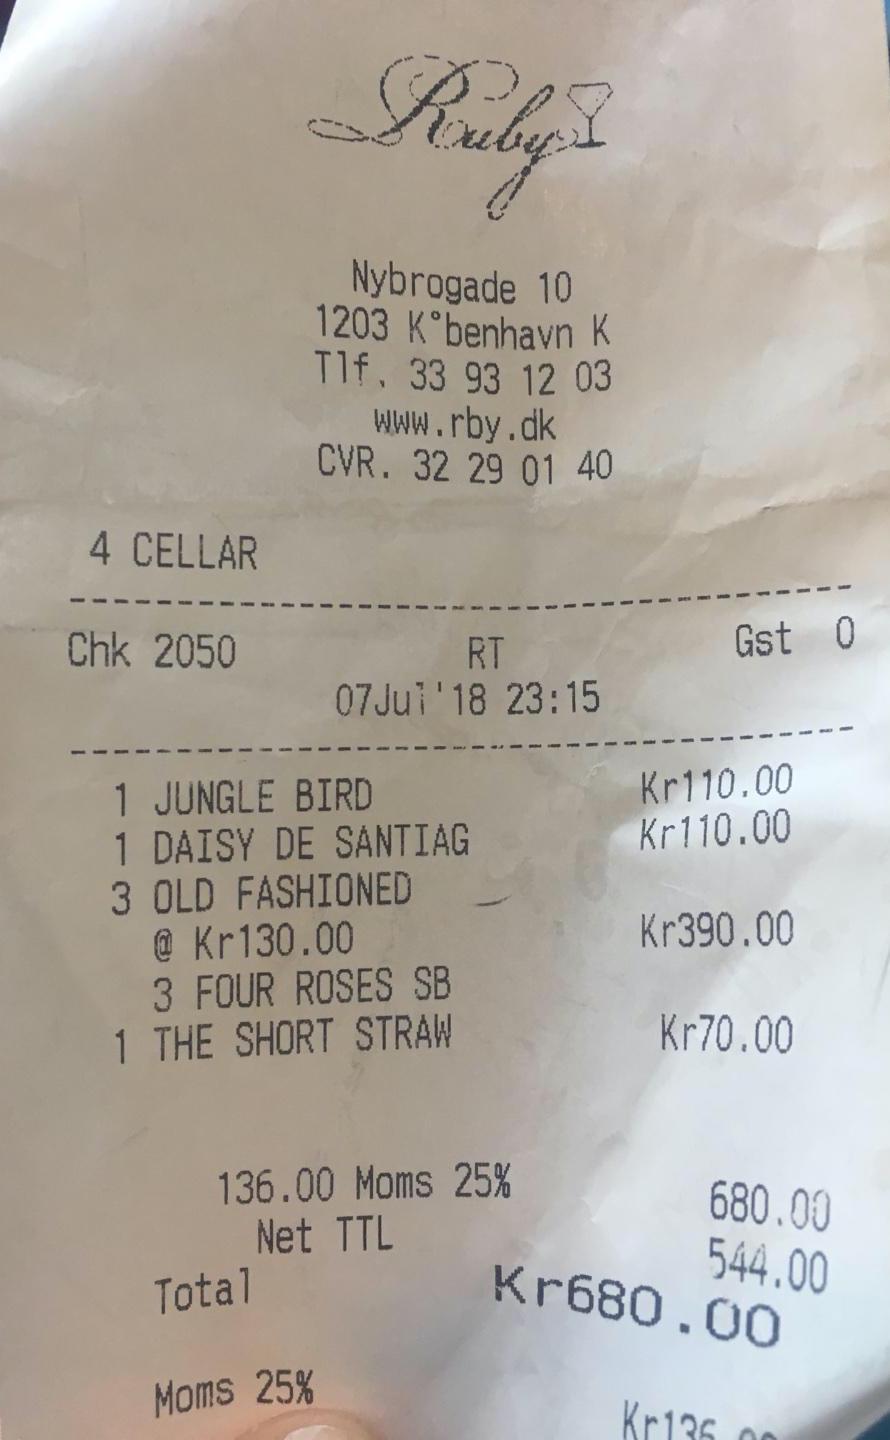 Ruby
Nybrogade 10
1203 K°benhavn K
Tlf. 33 93 12 03
www.rby.dk
CVR. 32 29 01 40
4 CELLAR
Chk 2050 RT Gst 0
07Jul'18 23:15
1 JUNGLE BIRD Kr110.00
1 DAISY DE SANTIAG Kr110.00
3 OLD FASHIONED
@ Kr130.00 Kr390.00
3 FOUR ROSES SB
1 THE SHORT STRAW Kr70.00
136.00 Moms 25% 680.00
Net TTL 544.00
Total Kr680.00
Moms 25% Kr136.00